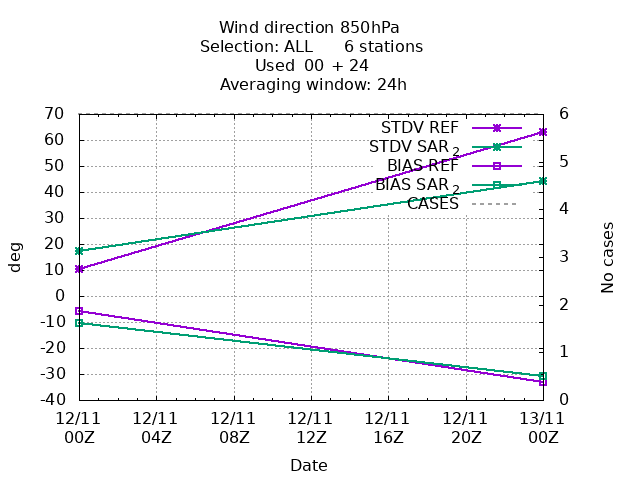 Wind direction 850hPa
Selection: ALL 6 stations
Used 00 + 24
Averaging window: 24h
70
60
50
40
30
20
10
0
-10
-20
-30
-40
deg
6
5
4
3
2
1
0
No cases
STDV REF
STDV SAR 2
BIAS REF
BIAS SAR 2
CASES
12/11 12/11 12/11 12/11 12/11 12/11 13/11
00Z 04Z 08Z 12Z 16Z 20Z 00Z
Date